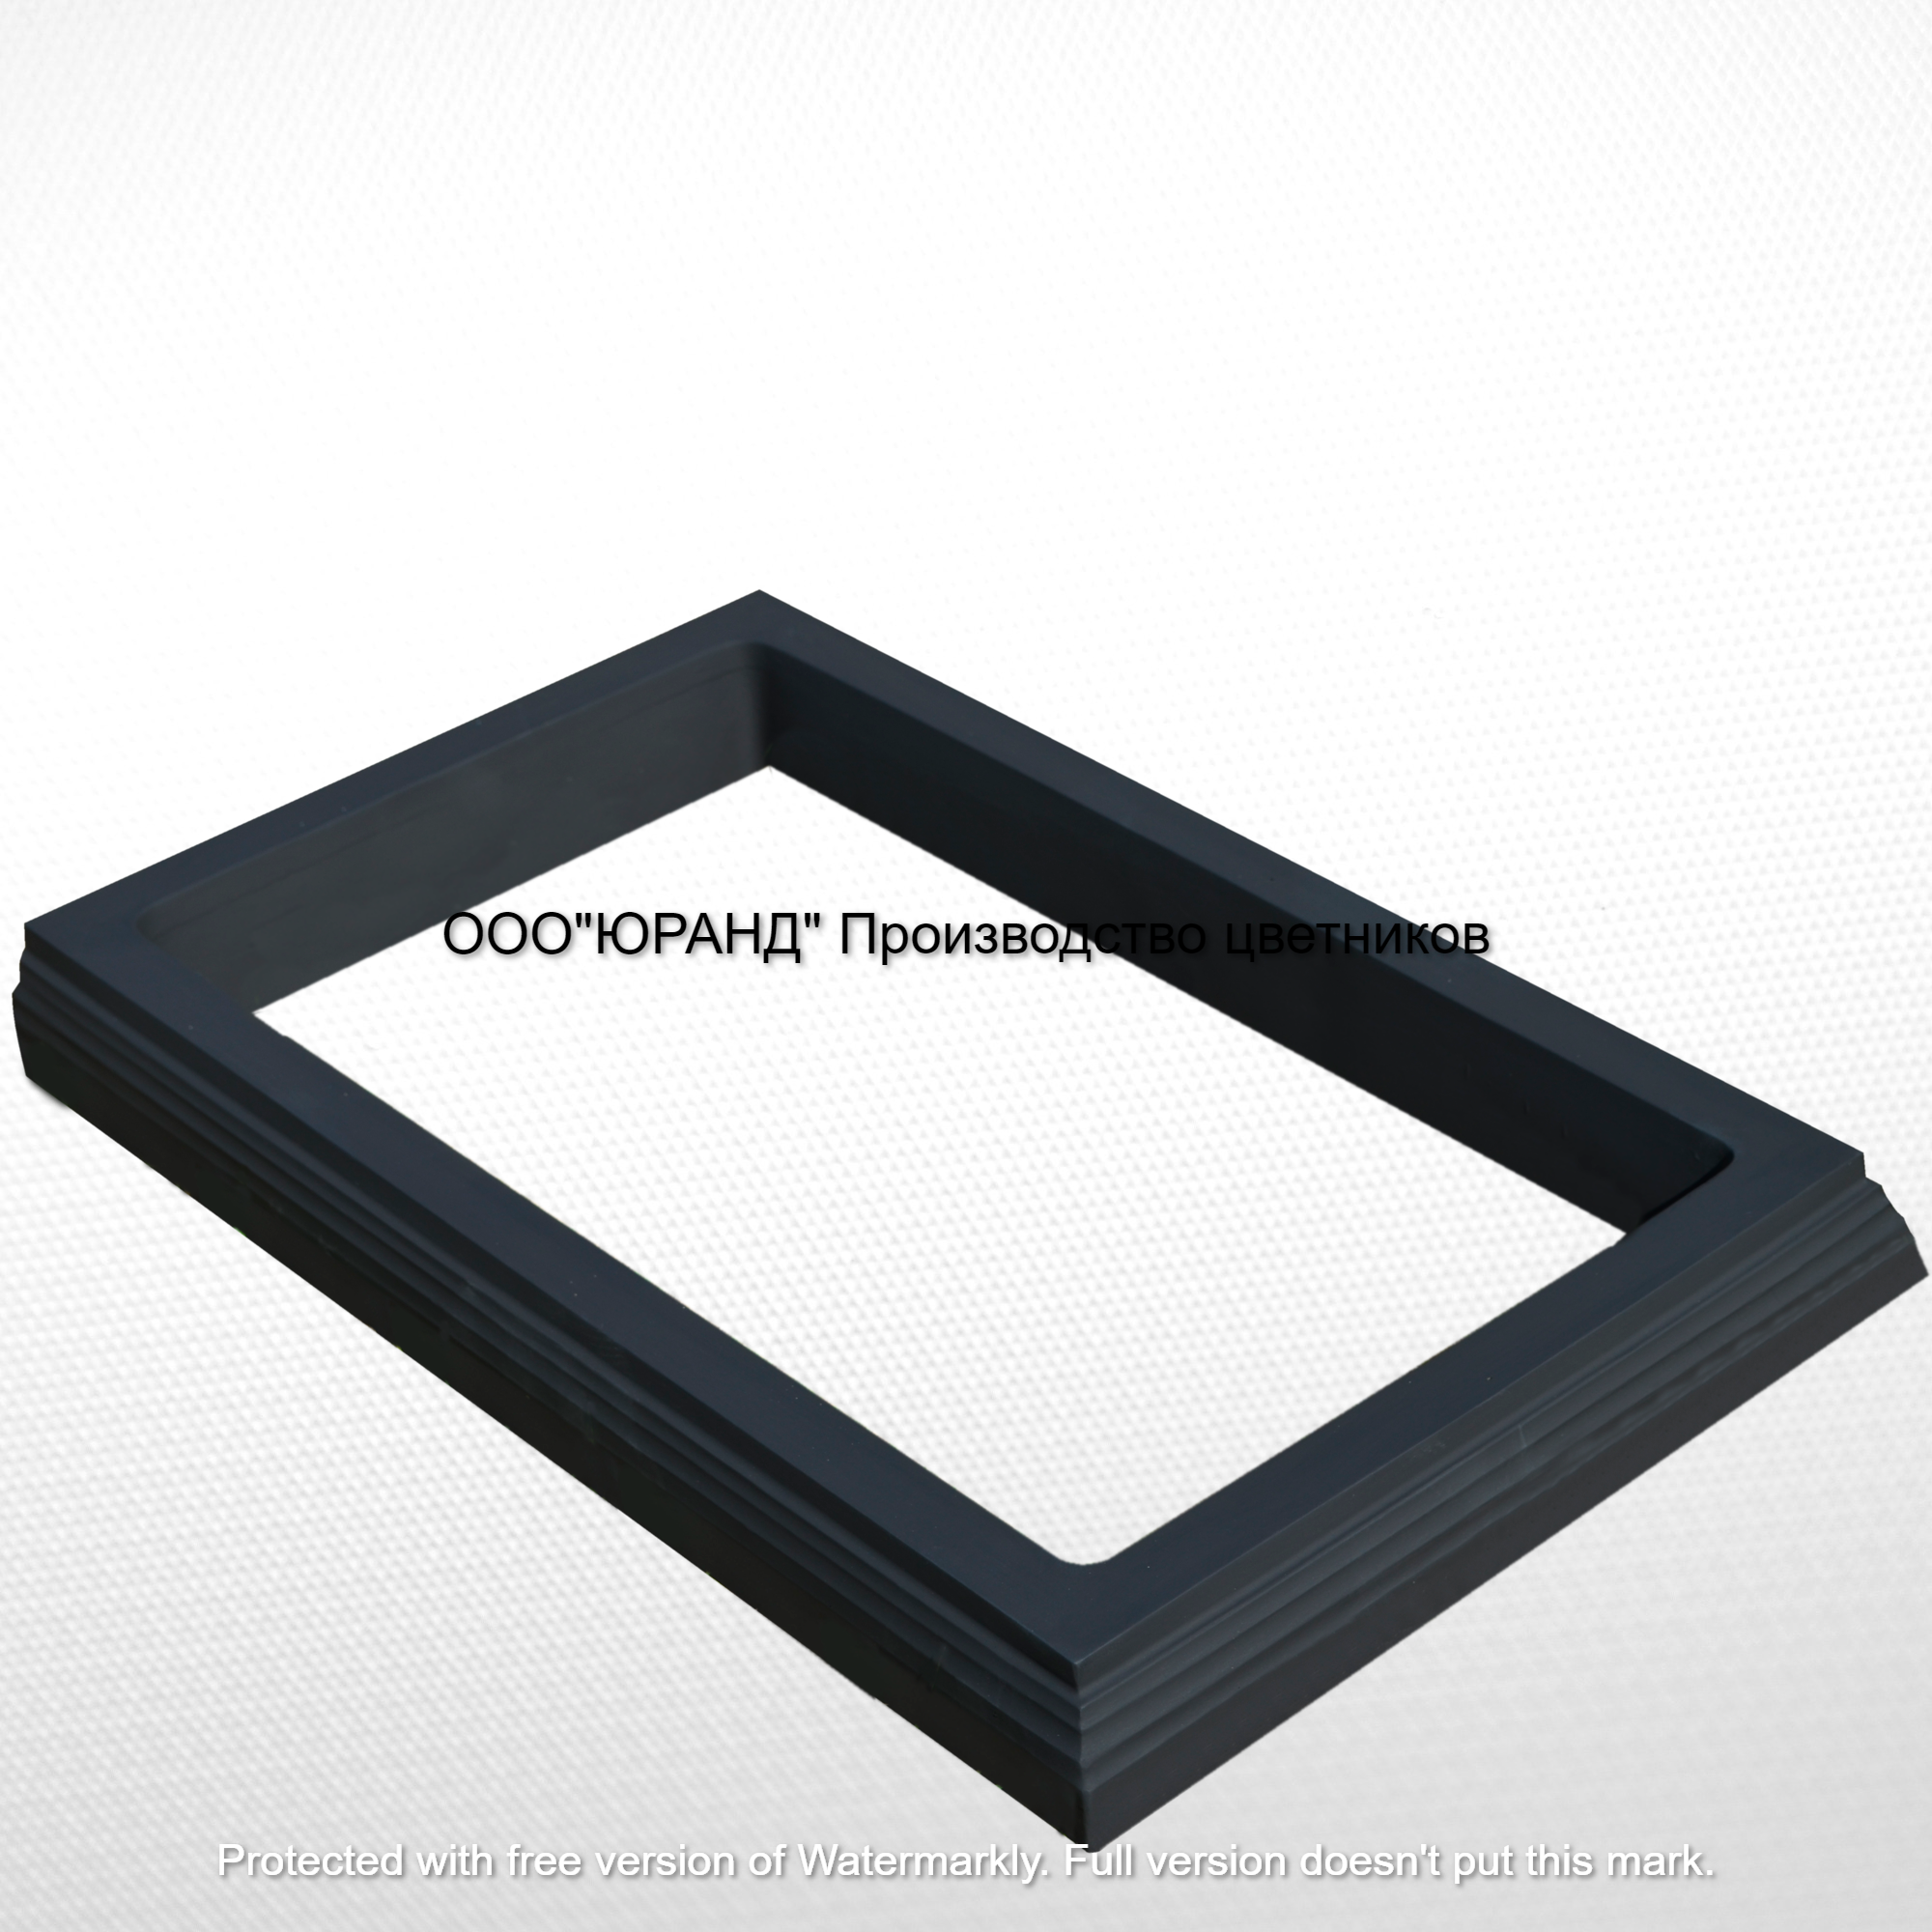 ООО"ЮРАНД" Производство цветников
Protected with free version of Watermarkly. Full version doesn't put this mark.